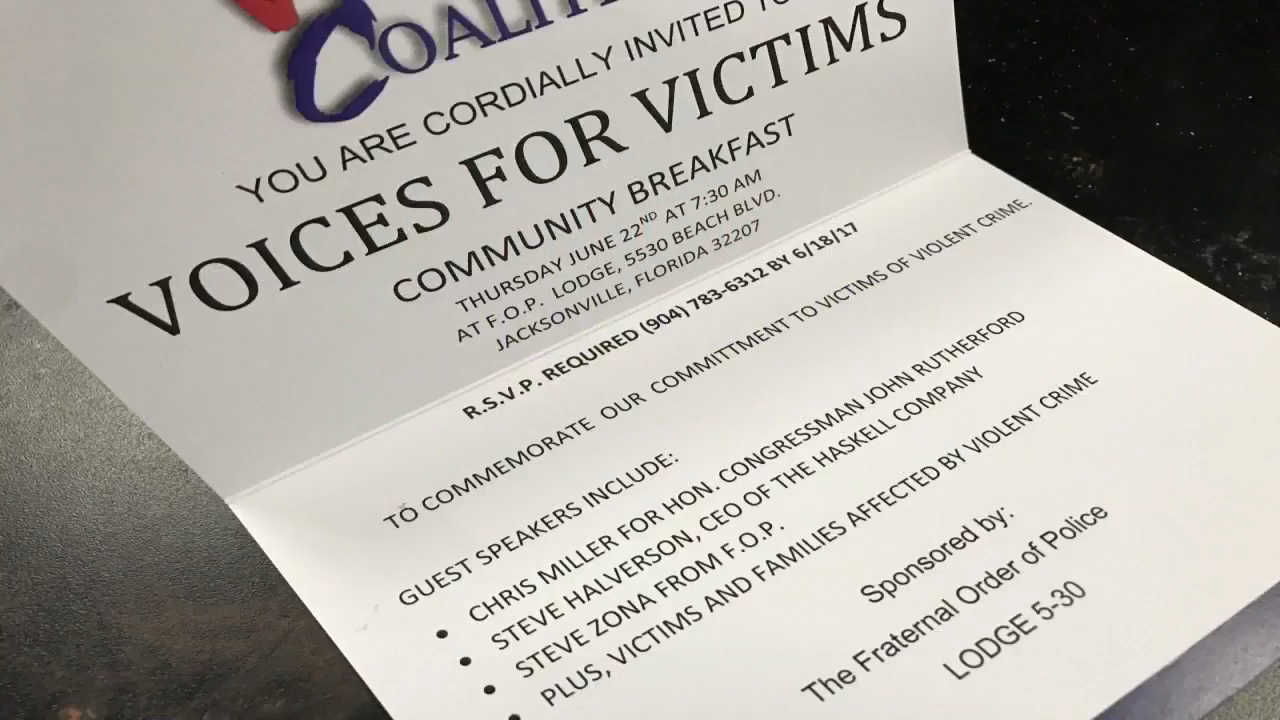 YOU ARE CORDIALLY INVITED
VOICES FOR VICTIMS
COMMUNITY BREAKFAST
THURSDAY JUNE 22ND AT 7:30 AM
AT F.O.P. LODGE, 5530 BEACH BLVD.
JACKSONVILLE, FLORIDA 32207
R.S.V.P. REQUIRED (904) 783-6312 BY 6/18/17
TO COMMEMORATE OUR COMMITTMENT TO VICTIMS OF VIOLENT CRIME.
GUEST SPEAKERS INCLUDE:
• CHRIS MILLER FOR HON. CONGRESSMAN JOHN RUTHERFORD
• STEVE HALVERSON, CEO OF THE HASKELL COMPANY
• STEVE ZONA FROM F.O.P.
• PLUS, VICTIMS AND FAMILIES AFFECTED BY VIOLENT CRIME
Sponsored by:
The Fraternal Order of Police
LODGE 5-30